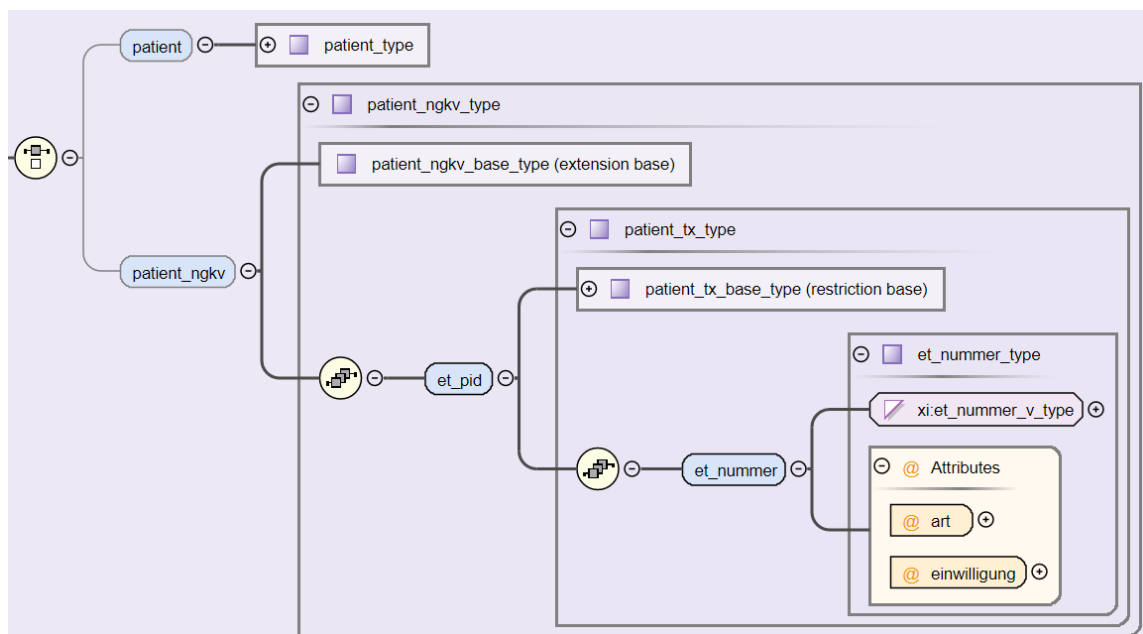 patient
patient_type
patient_ngkv_type
patient_ngkv_base_type (extension base)
patient_tx_type
patient_ngkv
patient_tx_base_type (restriction base)
et_nummer_type
et_pid
xi:et_nummer_v_type
et_nummer
@ Attributes
@ art
@ einwilligung